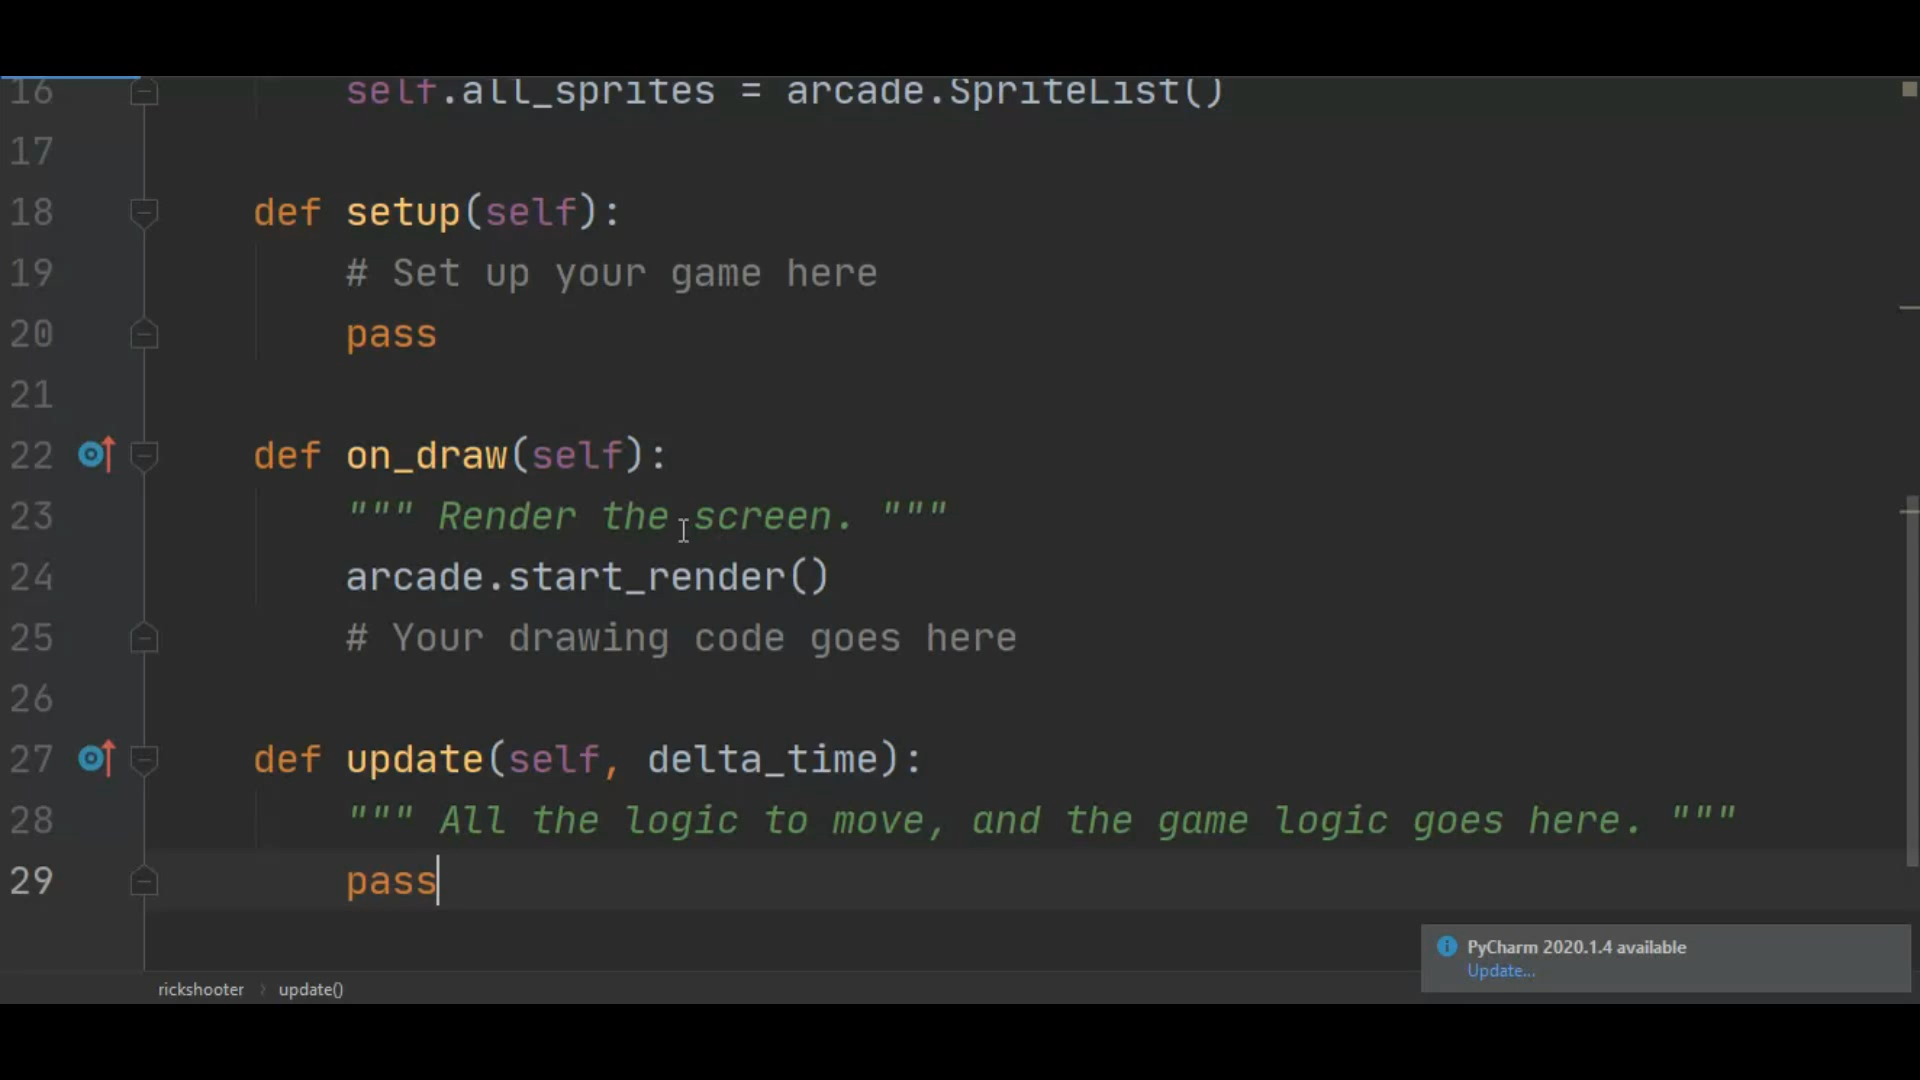 16 self.all_sprites = arcade.SpriteList()
17
18 def setup(self):
19 # Set up your game here
20 pass
21
22 def on_draw(self):
23 """ Render the screen. """
24 arcade.start_render()
25 # Your drawing code goes here
26
27 def update(self, delta_time):
28 """ All the logic to move, and the game logic goes here. """
29 pass
PyCharm 2020.1.4 available
Update...
rickshooter > update()